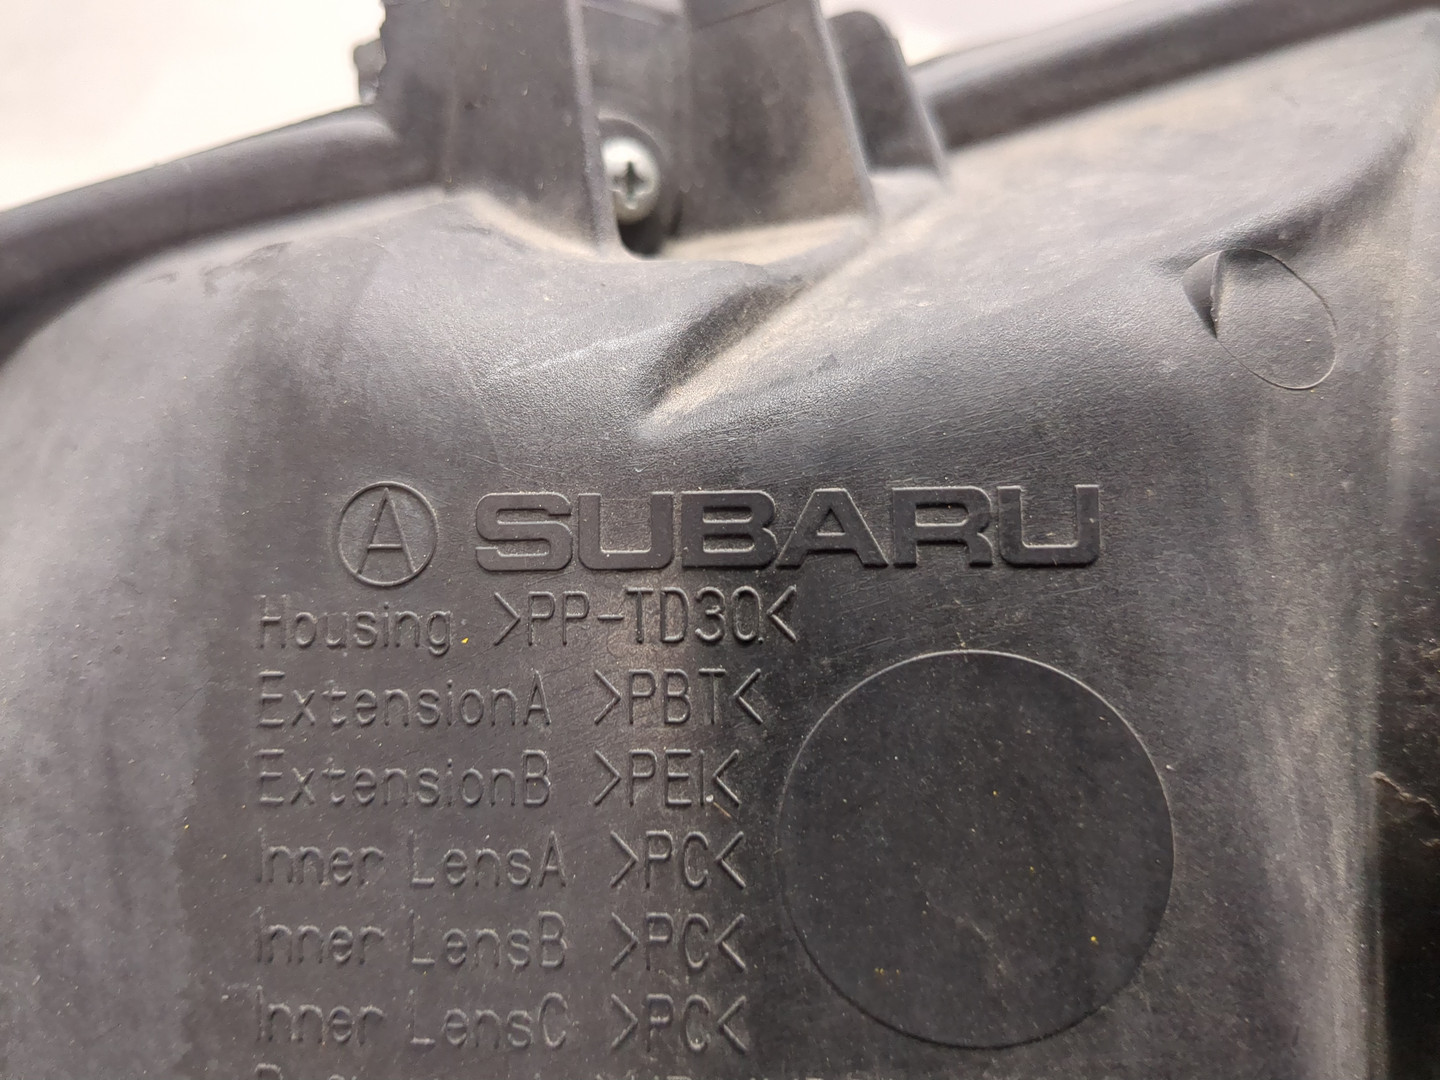 A SUBARU
Housing >PP-TD30<
ExtensionA >PBT<
ExtensionB >PEI<
Inner LensA >PC<
Inner LensB >PC<
Inner LensC >PC<